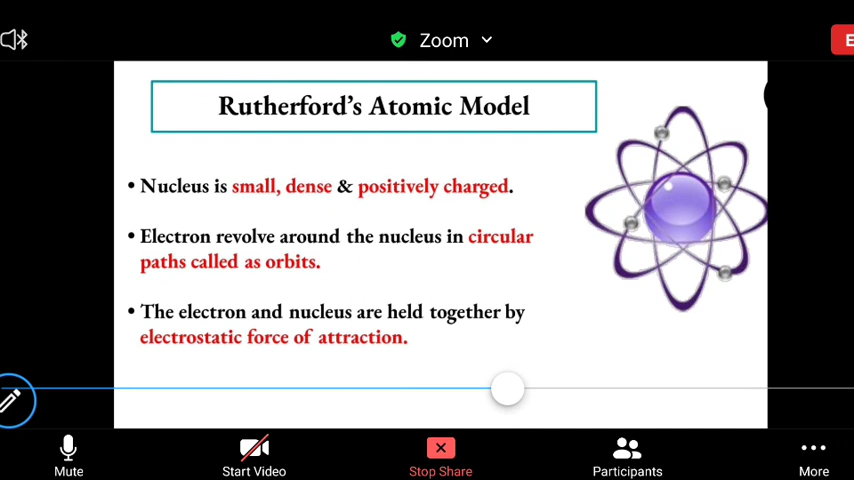 Zoom
E
Rutherford's Atomic Model
• Nucleus is small, dense & positively charged.
• Electron revolve around the nucleus in circular
paths called as orbits.
• The electron and nucleus are held together by
electrostatic force of attraction.
Mute
Start Video
Stop Share
Participants
More